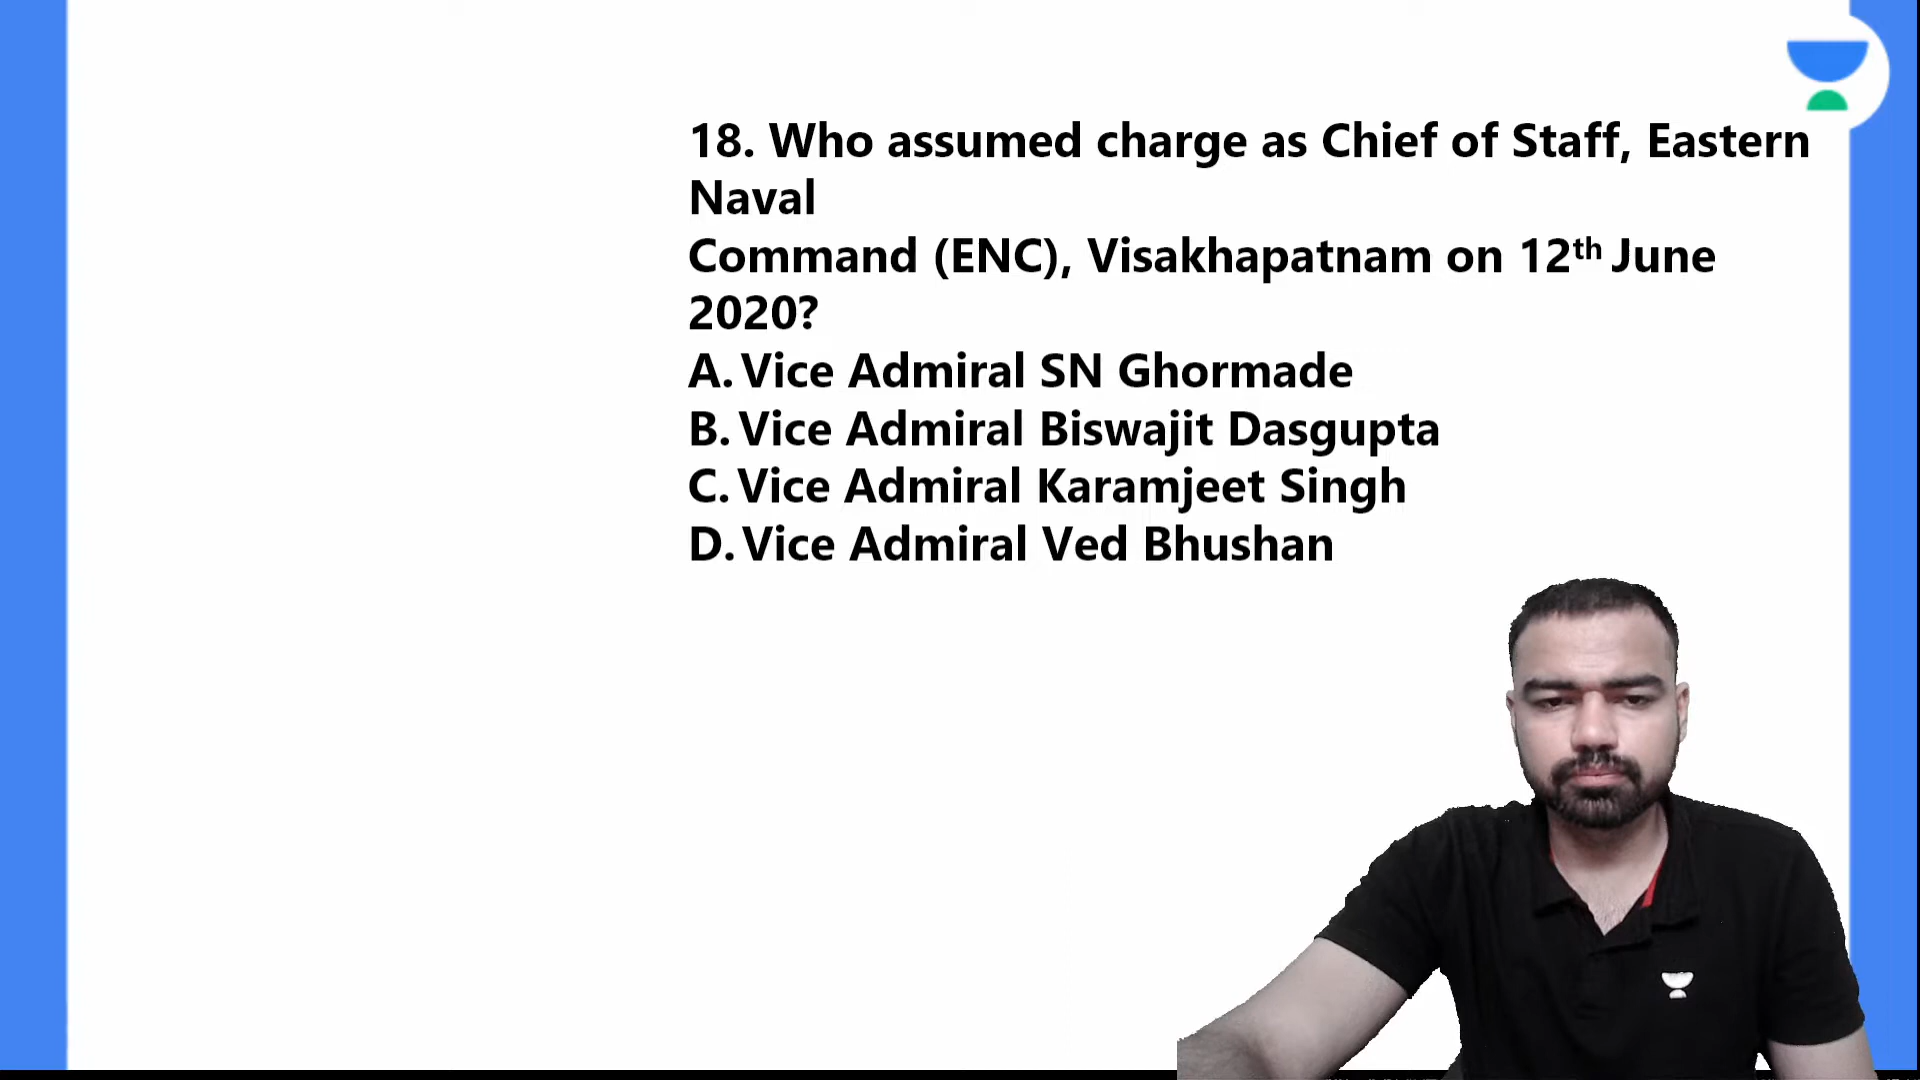 18. Who assumed charge as Chief of Staff, Eastern
Naval
Command (ENC), Visakhapatnam on 12th June
2020?
A. Vice Admiral SN Ghormade
B. Vice Admiral Biswajit Dasgupta
C. Vice Admiral Karamjeet Singh
D. Vice Admiral Ved Bhushan